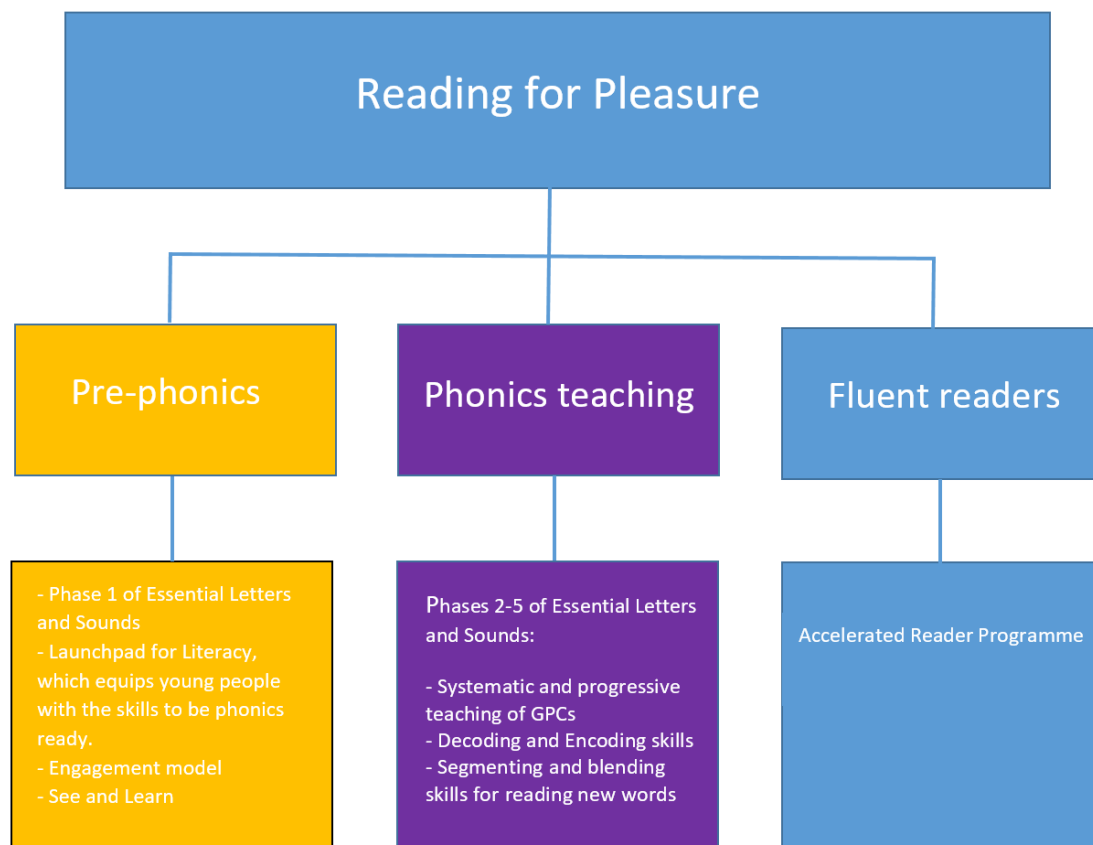 Reading for Pleasure
Pre-phonics
Phonics teaching
Fluent readers
- Phase 1 of Essential Letters
and Sounds
- Launchpad for Literacy,
which equips young people
with the skills to be phonics
ready.
- Engagement model
- See and Learn
Phases 2-5 of Essential Letters
and Sounds:
- Systematic and progressive
teaching of GPCs
- Decoding and Encoding skills
- Segmenting and blending
skills for reading new words
Accelerated Reader Programme